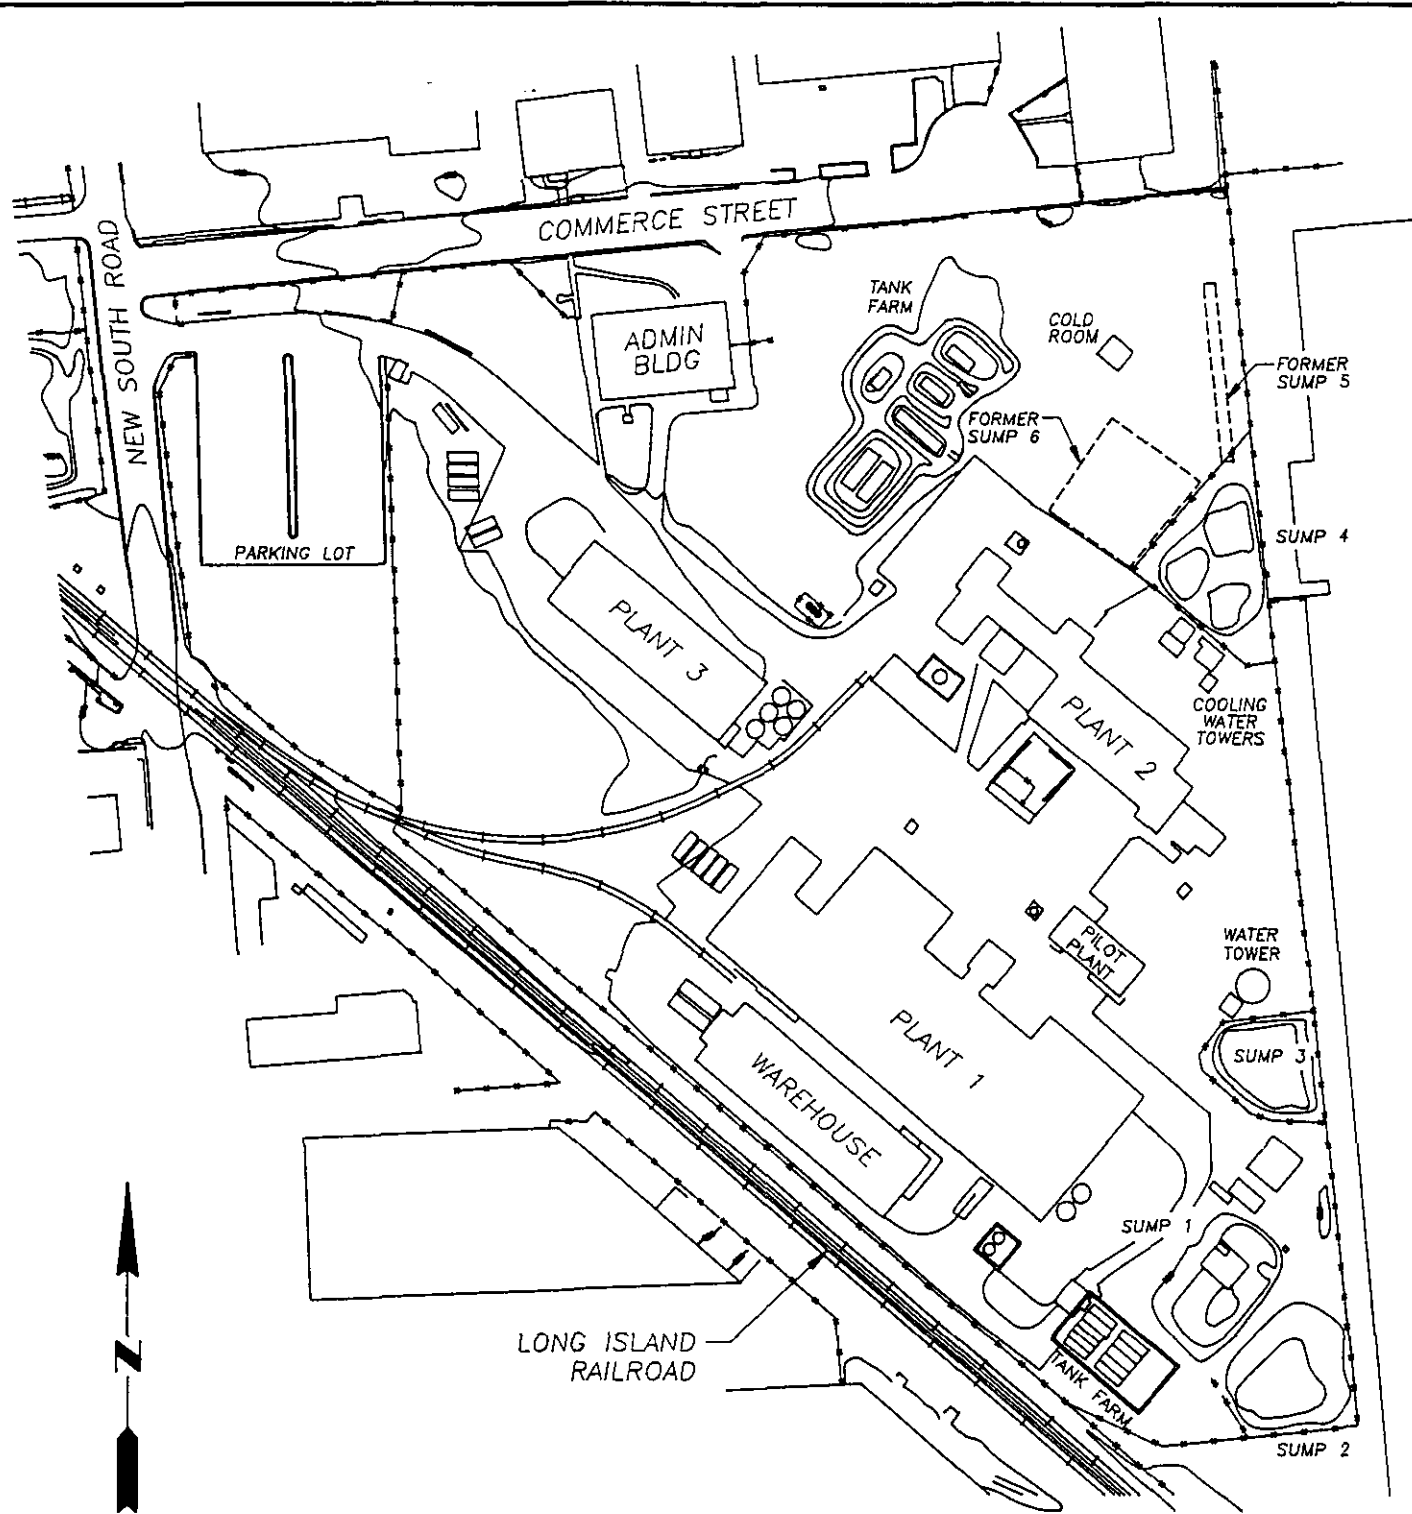 COMMERCE STREET
NEW SOUTH ROAD
TANK
FARM
COLD
ROOM
ADMIN
BLDG
FORMER
SUMP 5
FORMER
SUMP 6
SUMP 4
PARKING LOT
PLANT 3
COOLING
WATER
TOWERS
PLANT 2
WATER
TOWER
PILOT
PLANT
PLANT 1
SUMP 3
WAREHOUSE
SUMP 1
LONG ISLAND
RAILROAD
TANK FARM
SUMP 2
N